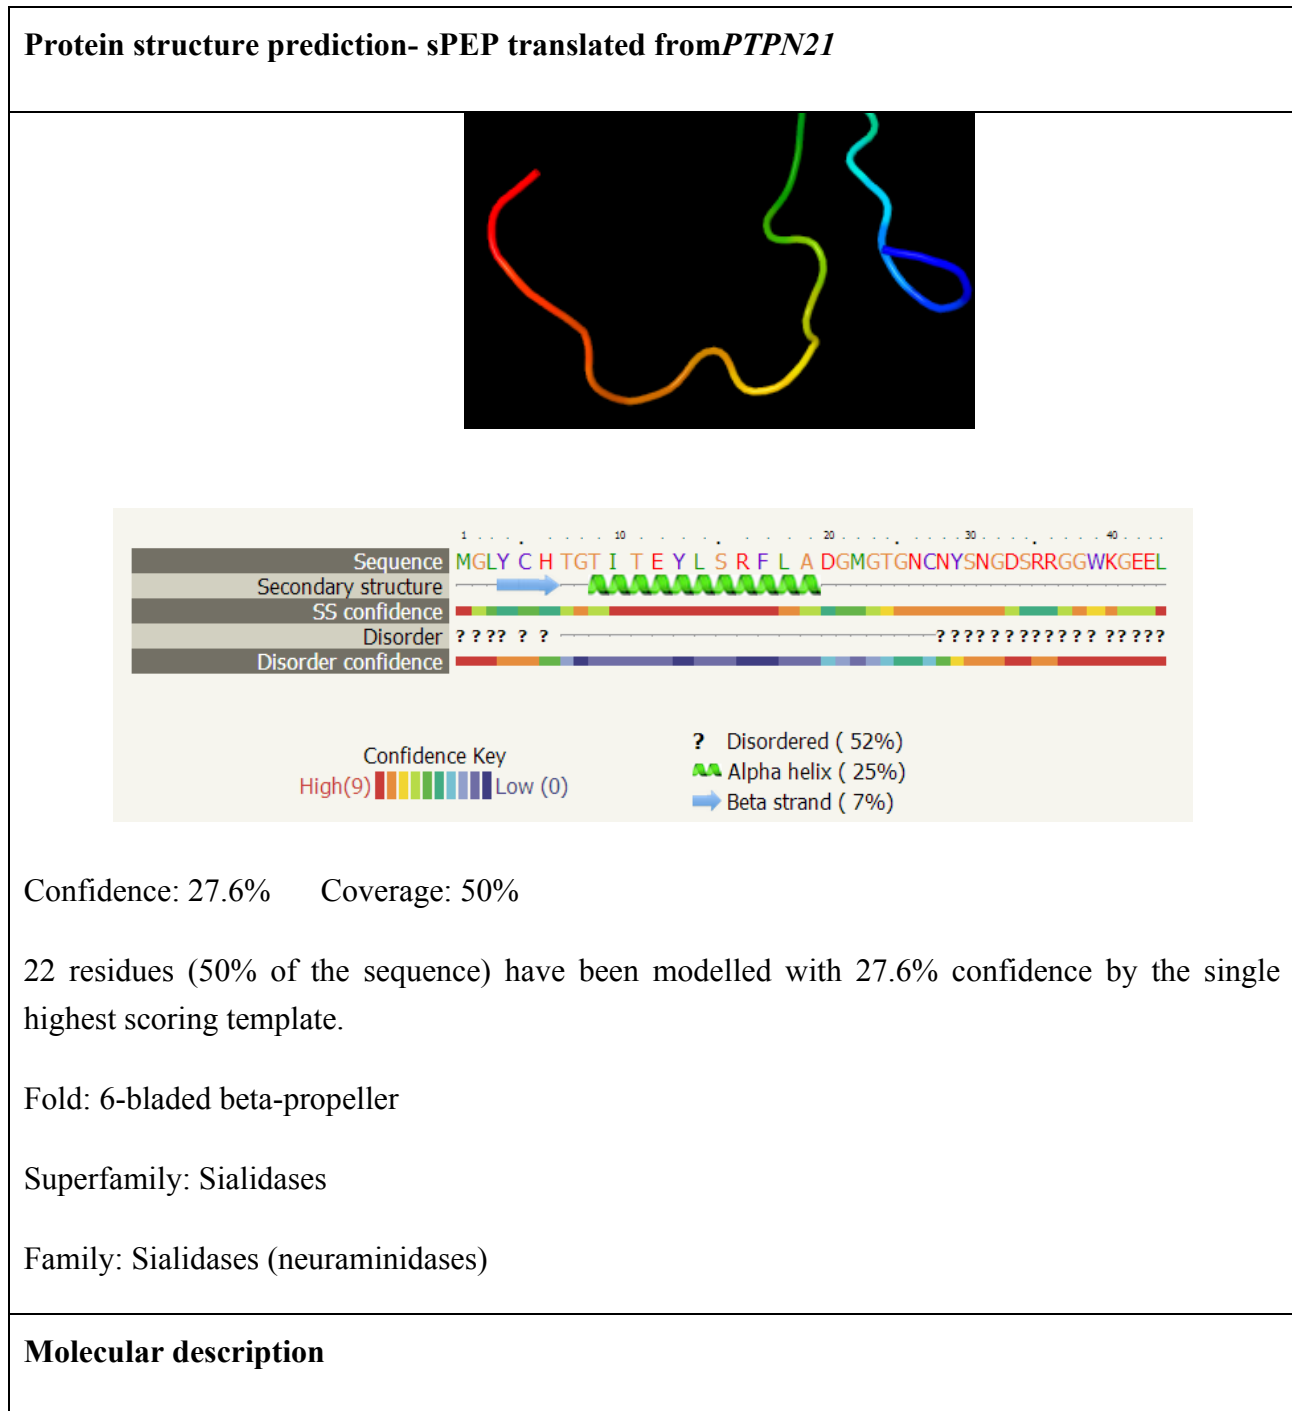 Protein structure prediction- sPEP translated fromPTPN21
1 . . . . . . . . 10 . . . . . . . . . 20 . . . . . . . . . 30 . . . . . . . . . 40 . . . .
Sequence MGLYCHTGTITEYLSRFLADGMGTGNCNYSNGDSRRGGWKGEEL
Secondary structure
SS confidence
Disorder ? ? ?? ? ? ??????????? ????? ?????
Disorder confidence
Confidence Key
High(9) Low (0)
? Disordered ( 52%)
Alpha helix ( 25%)
Beta strand ( 7%)
Confidence: 27.6% Coverage: 50%
22 residues (50% of the sequence) have been modelled with 27.6% confidence by the single
highest scoring template.
Fold: 6-bladed beta-propeller
Superfamily: Sialidases
Family: Sialidases (neuraminidases)
Molecular description